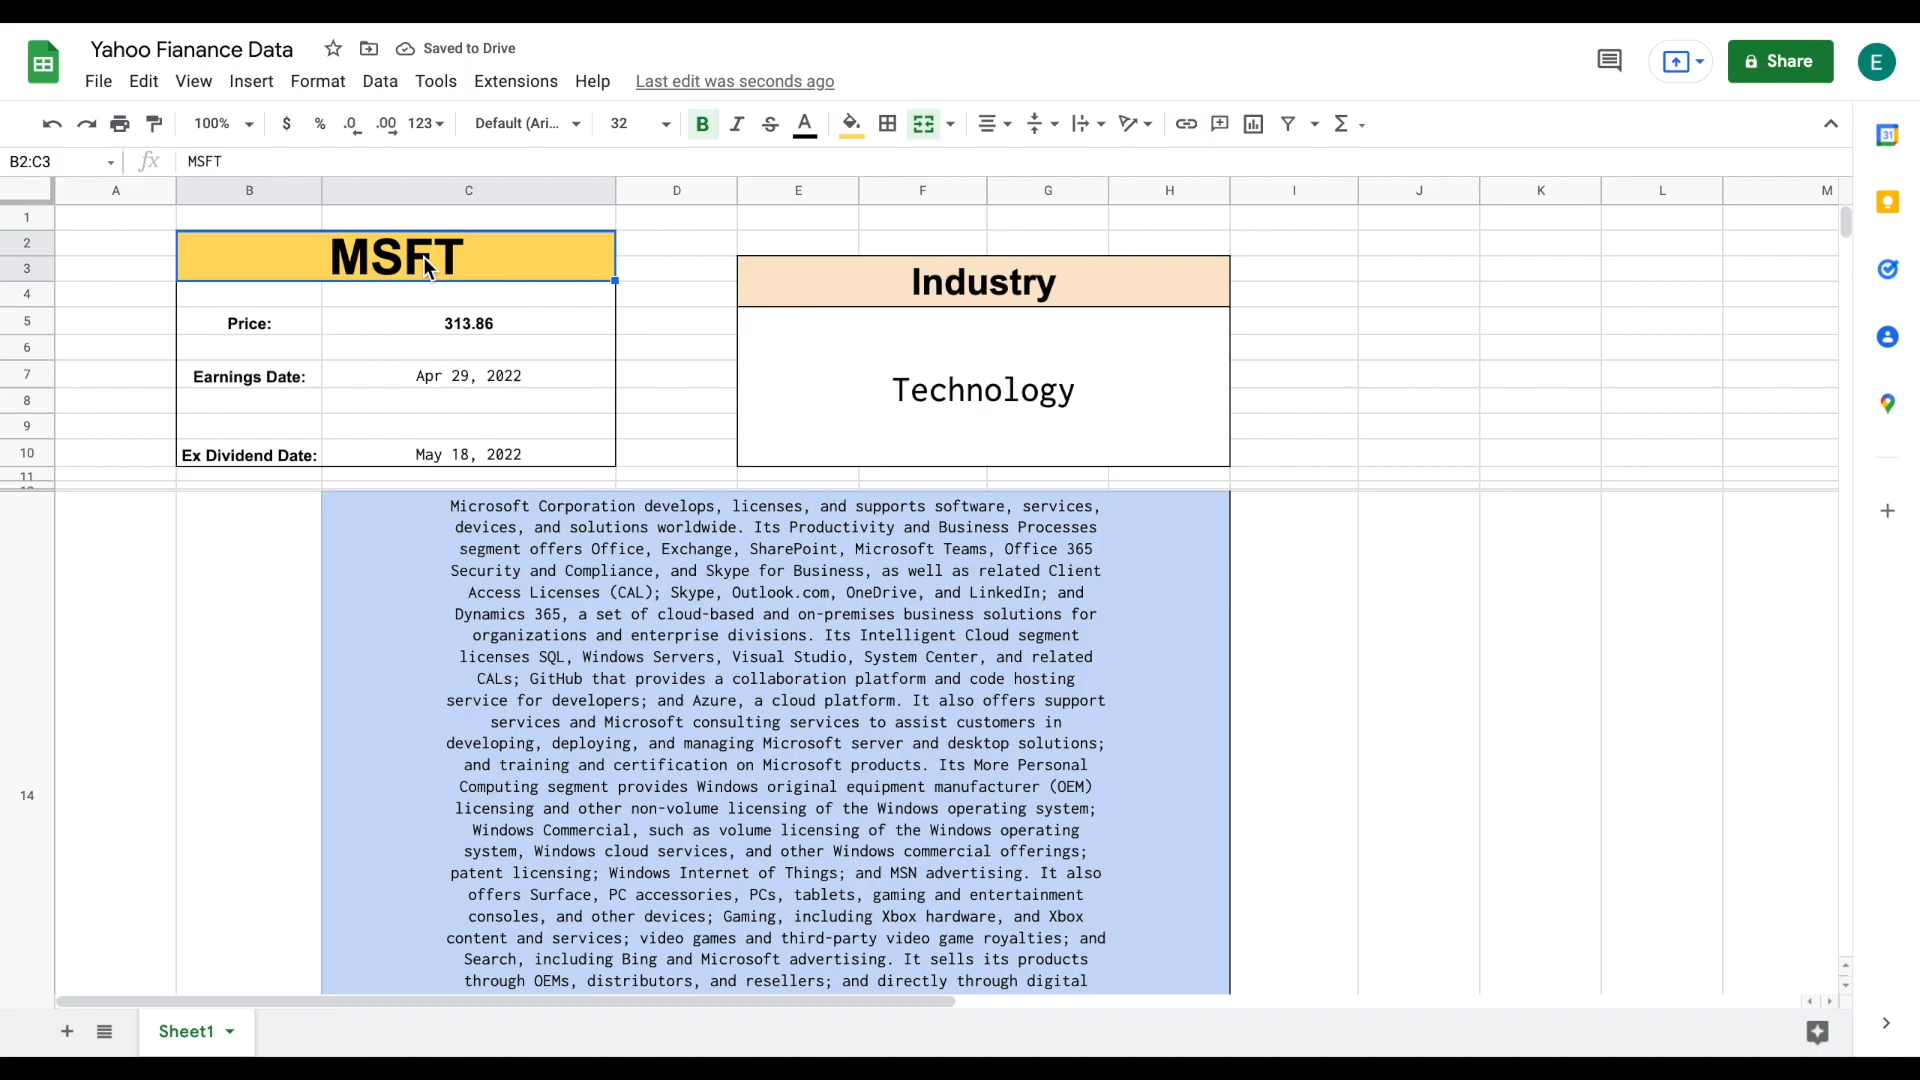 Yahoo Fianance Data
Saved to Drive
File Edit View Insert Format Data Tools Extensions Help Last edit was seconds ago
Share
E
100% $ % .0 .00 123 Default (Ari... 32 B I S A
31
B2:C3 fx MSFT
A B C D E F G H I J K L M
1
2
3
4
5
6
7
8
9
10
11
14
MSFT
Price: 313.86
Earnings Date: Apr 29, 2022
Ex Dividend Date: May 18, 2022
Industry
Technology
Microsoft Corporation develops, licenses, and supports software, services,
devices, and solutions worldwide. Its Productivity and Business Processes
segment offers Office, Exchange, SharePoint, Microsoft Teams, Office 365
Security and Compliance, and Skype for Business, as well as related Client
Access Licenses (CAL); Skype, Outlook.com, OneDrive, and LinkedIn; and
Dynamics 365, a set of cloud-based and on-premises business solutions for
organizations and enterprise divisions. Its Intelligent Cloud segment
licenses SQL, Windows Servers, Visual Studio, System Center, and related
CALs; GitHub that provides a collaboration platform and code hosting
service for developers; and Azure, a cloud platform. It also offers support
services and Microsoft consulting services to assist customers in
developing, deploying, and managing Microsoft server and desktop solutions;
and training and certification on Microsoft products. Its More Personal
Computing segment provides Windows original equipment manufacturer (OEM)
licensing and other non-volume licensing of the Windows operating system;
Windows Commercial, such as volume licensing of the Windows operating
system, Windows cloud services, and other Windows commercial offerings;
patent licensing; Windows Internet of Things; and MSN advertising. It also
offers Surface, PC accessories, PCs, tablets, gaming and entertainment
consoles, and other devices; Gaming, including Xbox hardware, and Xbox
content and services; video games and third-party video game royalties; and
Search, including Bing and Microsoft advertising. It sells its products
through OEMs, distributors, and resellers; and directly through digital
Sheet1